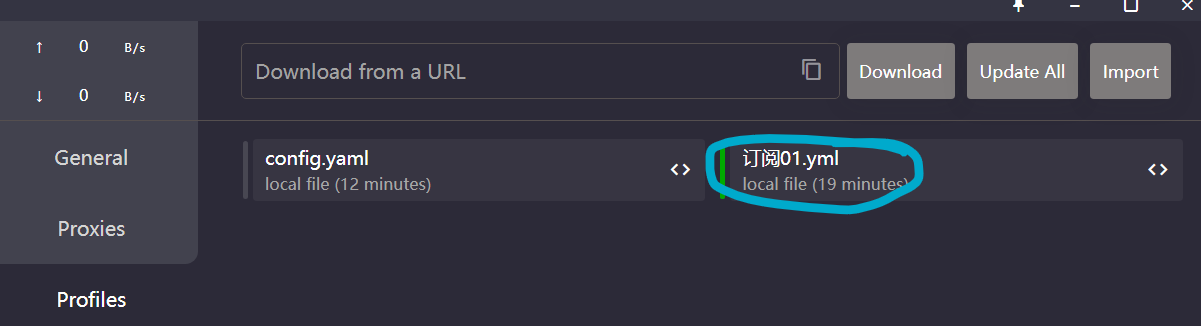 ↑ 0 B/s
↓ 0 B/s
General
Proxies
Profiles
Download from a URL
Download
Update All
Import
config.yaml
local file (12 minutes)
<>
订阅01.yml
local file (19 minutes)
<>